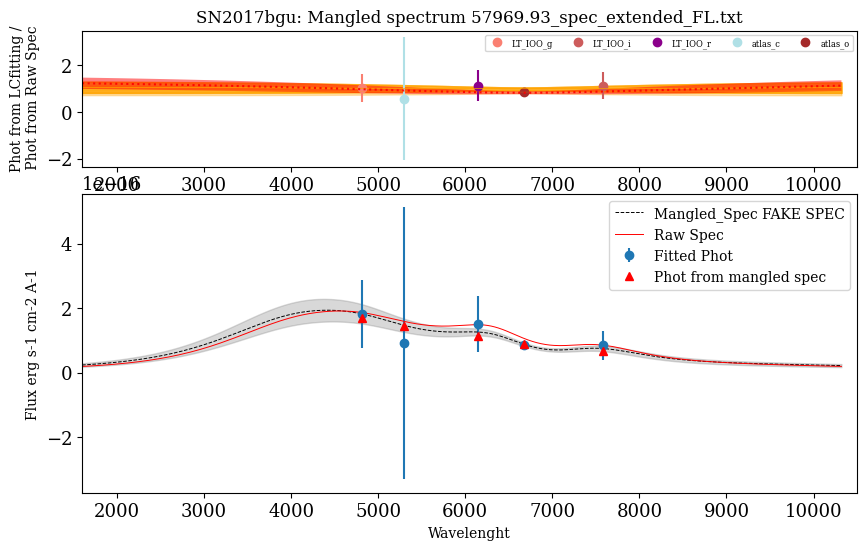 SN2017bgu: Mangled spectrum 57969.93_spec_extended_FL.txt
Phot from LCfitting /
Phot from Raw Spec
2
0
−2
LT_IOO_g
LT_IOO_i
LT_IOO_r
atlas_c
atlas_o
2000 3000 4000 5000 6000 7000 8000 9000 10000
1e−16
Flux erg s-1 cm-2 A-1
4
2
0
−2
Mangled_Spec FAKE SPEC
Raw Spec
Fitted Phot
Phot from mangled spec
2000 3000 4000 5000 6000 7000 8000 9000 10000
Wavelenght